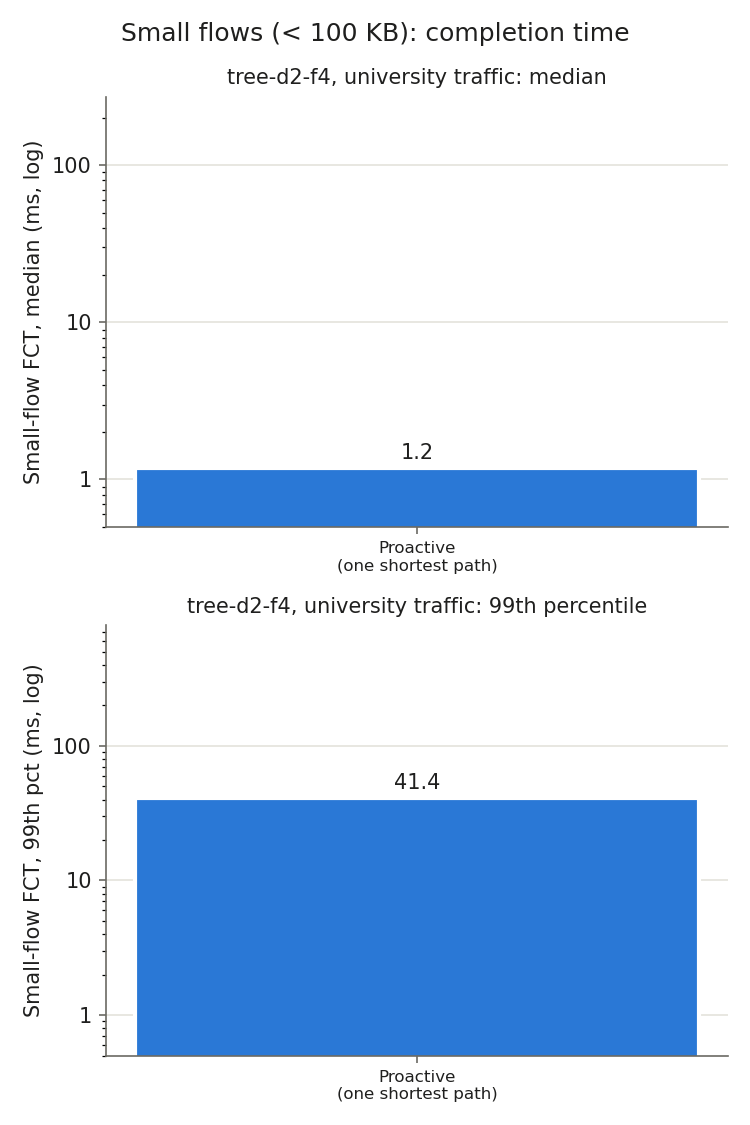 Small flows (< 100 KB): completion time
tree-d2-f4, university traffic: median
Small-flow FCT, median (ms, log)
100
10
1
1.2
Proactive
(one shortest path)
tree-d2-f4, university traffic: 99th percentile
Small-flow FCT, 99th pct (ms, log)
100
10
1
41.4
Proactive
(one shortest path)